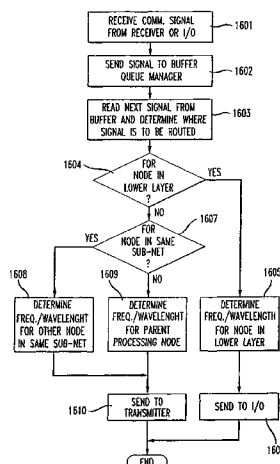 RECEIVE COMM. SIGNAL
FROM RECEIVER OR I/O
1601
SEND SIGNAL TO BUFFER
QUEUE MANAGER
1602
READ NEXT SIGNAL FROM
BUFFER AND DETERMINE WHERE
SIGNAL IS TO BE ROUTED
1603
1604
FOR
NODE IN
LOWER LAYER
?
YES
NO
1607
YES
FOR
NODE IN SAME
SUB-NET
?
NO
1608
1609
1605
DETERMINE
FREQ./WAVELENGHT
FOR OTHER NODE
IN SAME SUB-NET
DETERMINE
FREQ./WAVELENGHT
FOR PARENT
PROCESSING NODE
DETERMINE
FREQ./WAVELENGTH
FOR NODE IN
LOWER LAYER
1610
SEND TO
TRANSMITTER
SEND TO I/O
END